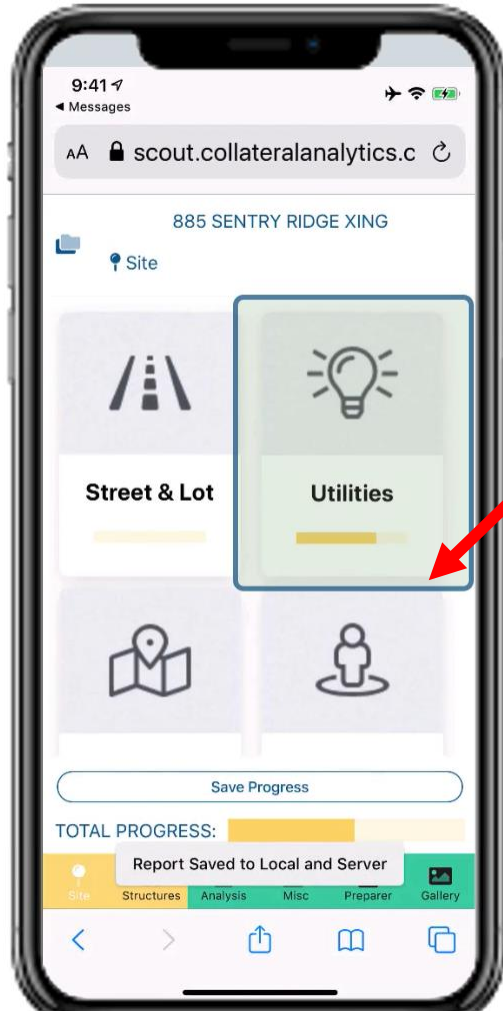 9:41
◀ Messages
AA scout.collateralanalytics.c
885 SENTRY RIDGE XING
Site
Street & Lot
Utilities
Save Progress
TOTAL PROGRESS:
Report Saved to Local and Server
Site Structures Analysis Misc Preparer Gallery